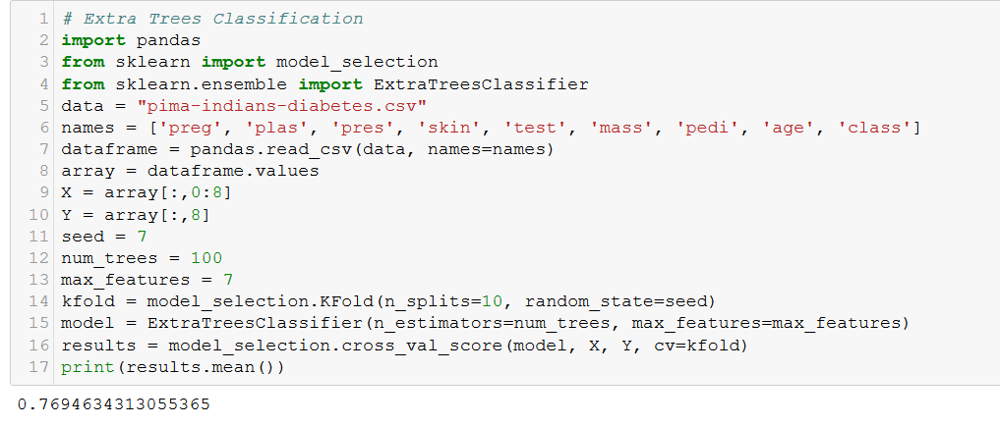 1 # Extra Trees Classification
2 import pandas
3 from sklearn import model_selection
4 from sklearn.ensemble import ExtraTreesClassifier
5 data = "pima-indians-diabetes.csv"
6 names = ['preg', 'plas', 'pres', 'skin', 'test', 'mass', 'pedi', 'age', 'class']
7 dataframe = pandas.read_csv(data, names=names)
8 array = dataframe.values
9 X = array[:,0:8]
10 Y = array[:,8]
11 seed = 7
12 num_trees = 100
13 max_features = 7
14 kfold = model_selection.KFold(n_splits=10, random_state=seed)
15 model = ExtraTreesClassifier(n_estimators=num_trees, max_features=max_features)
16 results = model_selection.cross_val_score(model, X, Y, cv=kfold)
17 print(results.mean())
0.7694634313055365